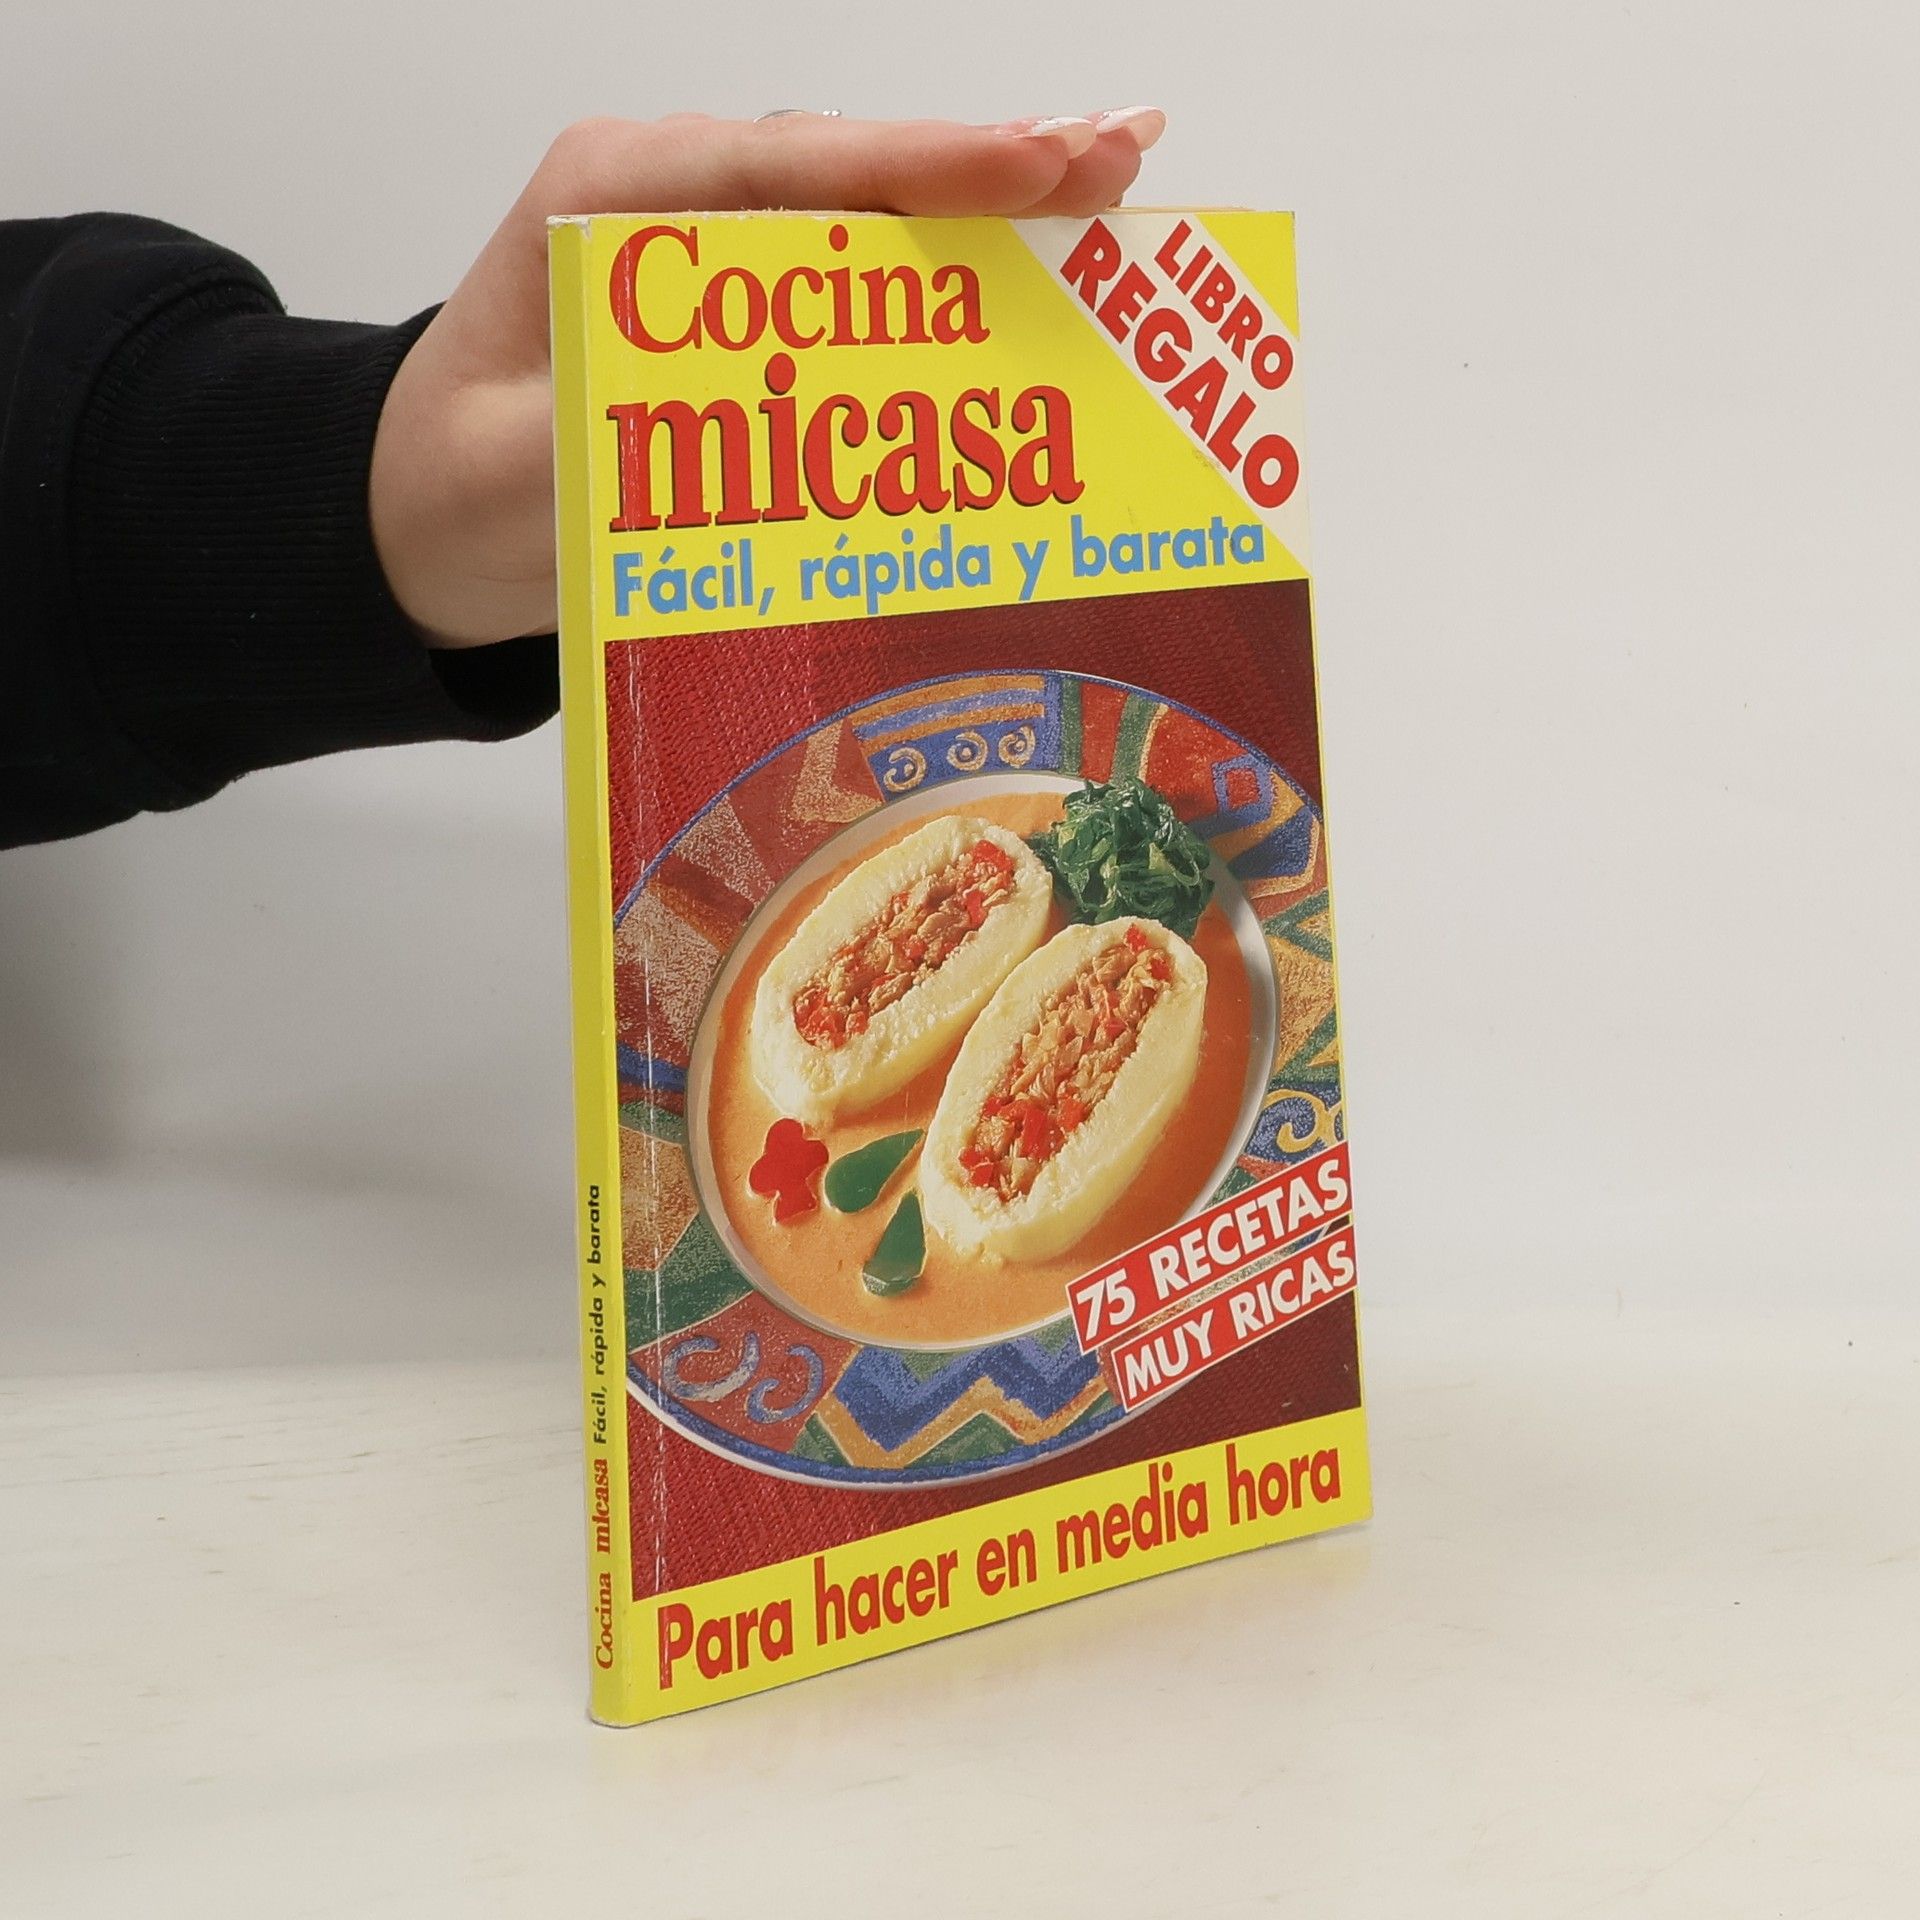 Cocina
micasa
Fácil, rápida y barata
LIBRO
REGALO
75 RECETAS
MUY RICAS
Para hacer en media hora
Cocina micasa Fácil, rápida y barata